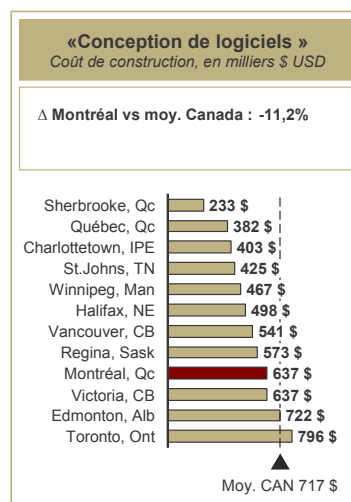 «Conception de logiciels »
Coût de construction, en milliers $ USD
Δ Montréal vs moy. Canada : -11,2%
Sherbrooke, Qc 233 $
Québec, Qc 382 $
Charlottetown, IPE 403 $
St.Johns, TN 425 $
Winnipeg, Man 467 $
Halifax, NE 498 $
Vancouver, CB 541 $
Regina, Sask 573 $
Montréal, Qc 637 $
Victoria, CB 637 $
Edmonton, Alb 722 $
Toronto, Ont 796 $
Moy. CAN 717 $